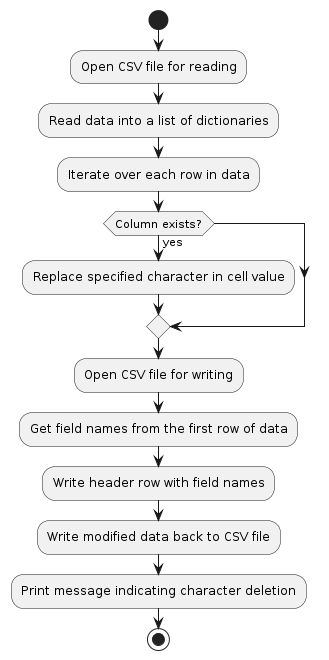 Open CSV file for reading
Read data into a list of dictionaries
Iterate over each row in data
Column exists?
yes
Replace specified character in cell value
Open CSV file for writing
Get field names from the first row of data
Write header row with field names
Write modified data back to CSV file
Print message indicating character deletion